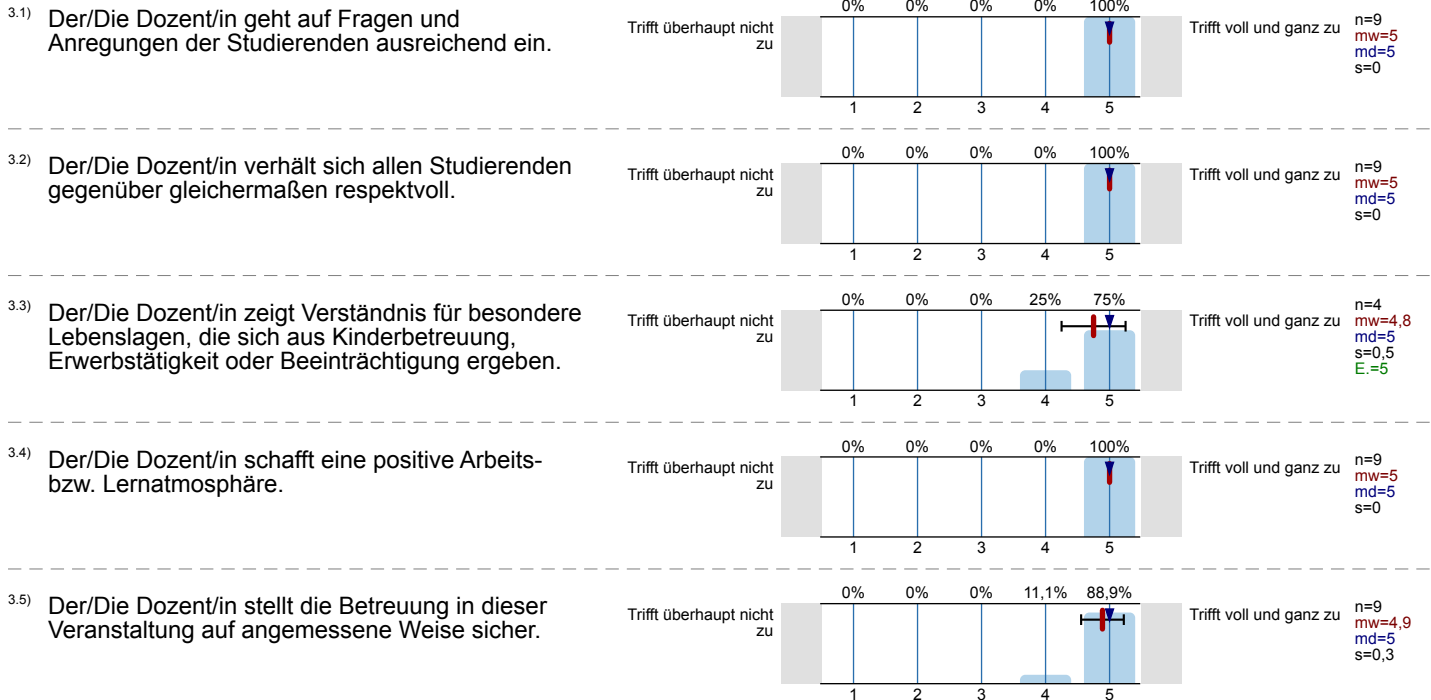 3.1) Der/Die Dozent/in geht auf Fragen und
Anregungen der Studierenden ausreichend ein.
Trifft überhaupt nicht
zu
0% 0% 0% 0% 100%
1 2 3 4 5
Trifft voll und ganz zu
n=9
mw=5
md=5
s=0
3.2) Der/Die Dozent/in verhält sich allen Studierenden
gegenüber gleichermaßen respektvoll.
Trifft überhaupt nicht
zu
0% 0% 0% 0% 100%
1 2 3 4 5
Trifft voll und ganz zu
n=9
mw=5
md=5
s=0
3.3) Der/Die Dozent/in zeigt Verständnis für besondere
Lebenslagen, die sich aus Kinderbetreuung,
Erwerbstätigkeit oder Beeinträchtigung ergeben.
Trifft überhaupt nicht
zu
0% 0% 0% 25% 75%
1 2 3 4 5
Trifft voll und ganz zu
n=4
mw=4,8
md=5
s=0,5
E.=5
3.4) Der/Die Dozent/in schafft eine positive Arbeits-
bzw. Lernatmosphäre.
Trifft überhaupt nicht
zu
0% 0% 0% 0% 100%
1 2 3 4 5
Trifft voll und ganz zu
n=9
mw=5
md=5
s=0
3.5) Der/Die Dozent/in stellt die Betreuung in dieser
Veranstaltung auf angemessene Weise sicher.
Trifft überhaupt nicht
zu
0% 0% 0% 11,1% 88,9%
1 2 3 4 5
Trifft voll und ganz zu
n=9
mw=4,9
md=5
s=0,3